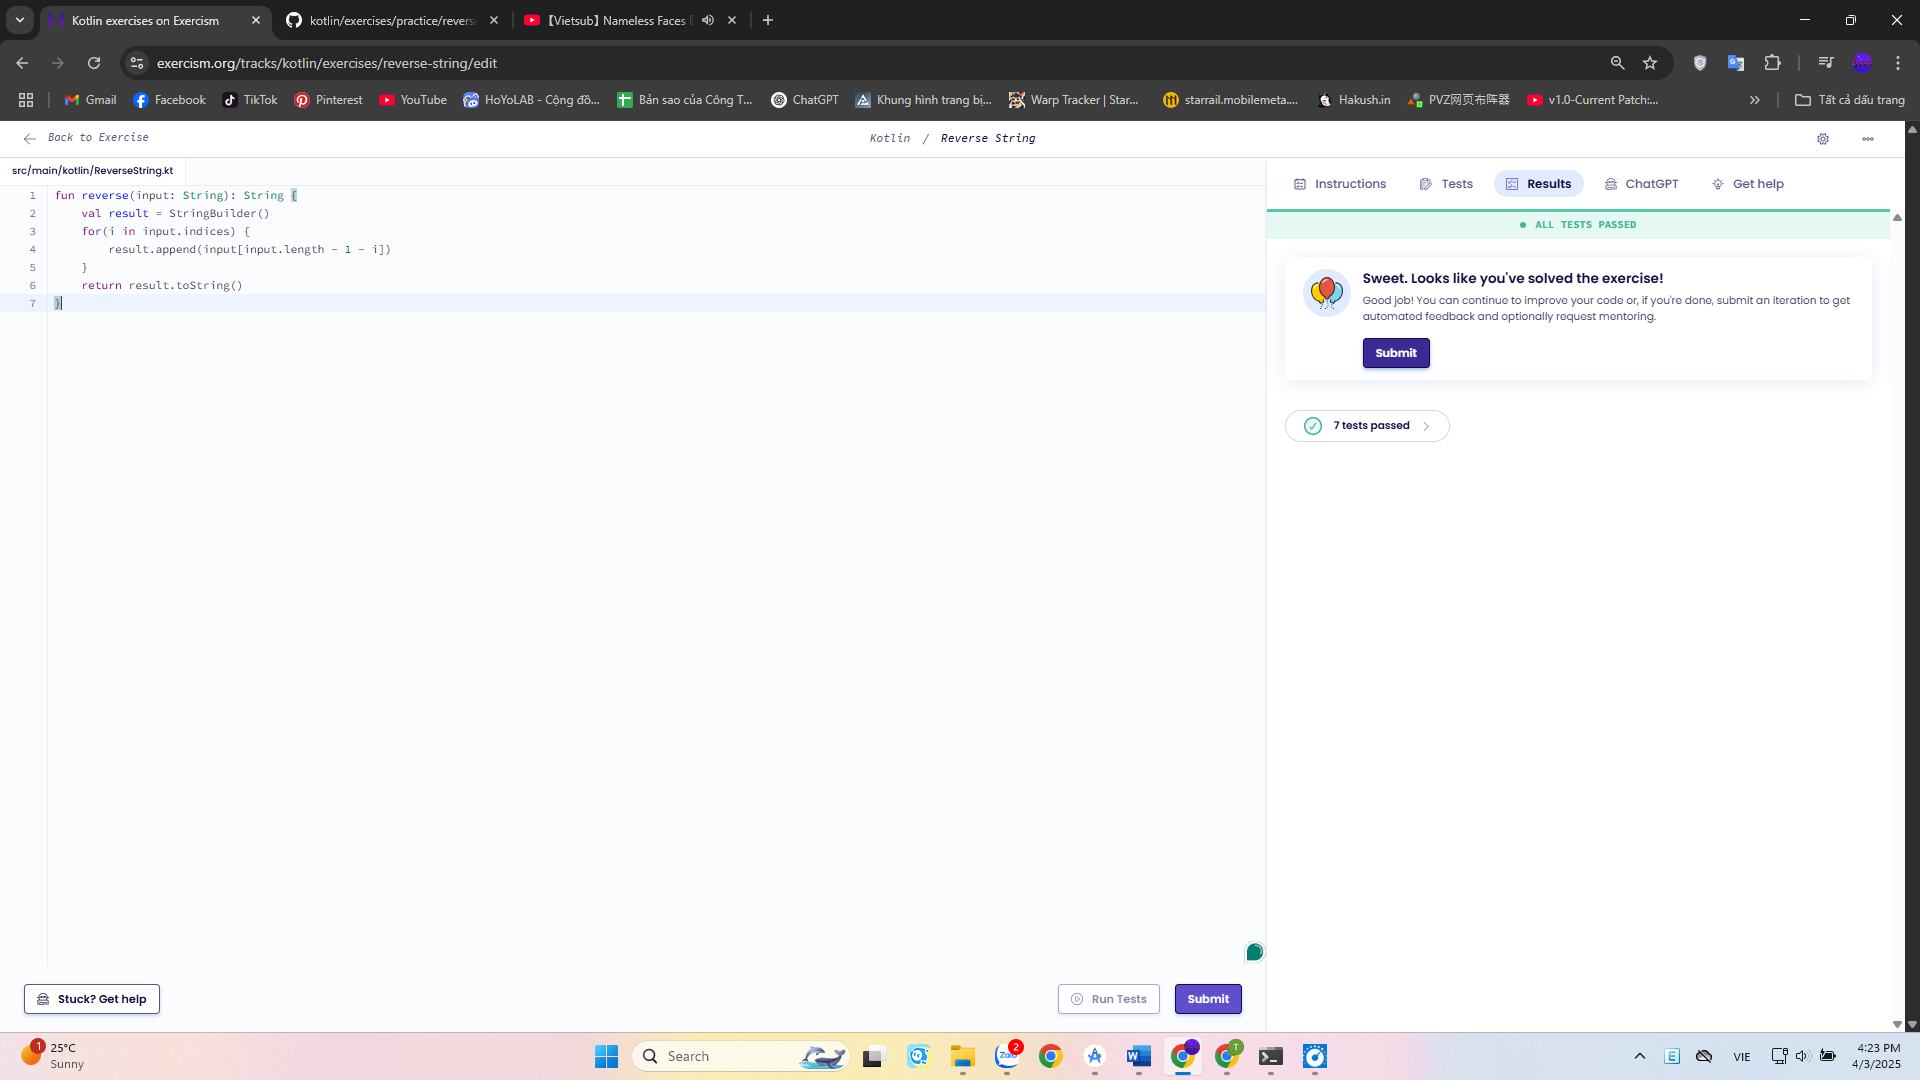 Kotlin exercises on Exercism
kotlin/exercises/practice/revers
【Vietsub】Nameless Faces
exercism.org/tracks/kotlin/exercises/reverse-string/edit
Gmail
Facebook
TikTok
Pinterest
YouTube
HoYoLAB - Cộng đồ...
Bản sao của Công T...
ChatGPT
Khung hình trang bị...
Warp Tracker | Star...
starrail.mobilemeta....
Hakush.in
PVZ网页布阵器
v1.0-Current Patch:...
Tất cả dấu trang
Back to Exercise
Kotlin / Reverse String
src/main/kotlin/ReverseString.kt
1 fun reverse(input: String): String {
2 val result = StringBuilder()
3 for(i in input.indices) {
4 result.append(input[input.length - 1 - i])
5 }
6 return result.toString()
7 }
Instructions
Tests
Results
ChatGPT
Get help
ALL TESTS PASSED
Sweet. Looks like you've solved the exercise!
Good job! You can continue to improve your code or, if you're done, submit an iteration to get
automated feedback and optionally request mentoring.
Submit
7 tests passed
Stuck? Get help
Run Tests
Submit
1
25°C
Sunny
Search
Zalo
2
T
E
VIE
4:23 PM
4/3/2025